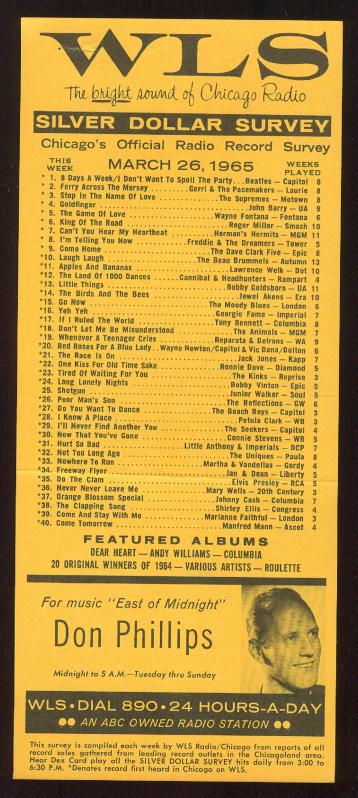 WLS
The bright sound of Chicago Radio
SILVER DOLLAR SURVEY
Chicago's Official Radio Record Survey
THIS WEEK MARCH 26, 1965 WEEKS PLAYED
* 1. 8 Days A Week/I Don't Want To Spoil The Party...Beatles — Capitol 8
* 2. Ferry Across The Mersey Gerri & The Pacemakers — Laurie 8
* 3. Stop In The Name Of Love The Supremes — Motown 8
* 4. Goldfinger John Barry — UA 9
* 5. The Game Of Love Wayne Fontana — Fontana 6
* 6. King Of The Road Roger Miller — Smash 10
* 7. Can't You Hear My Heartbeat Herman's Hermits — MGM 11
* 8. I'm Telling You Now Freddie & The Dreamers — Tower 5
* 9. Come Home The Dave Clark Five — Epic 8
*10. Laugh Laugh The Beau Brummels — Autumn 13
*11. Apples And Bananas Lawrence Welk — Dot 10
*12. The Land Of 1000 Dances Cannibal & Headhunters — Rampart 4
*13. Little Things Bobby Goldsboro — UA 11
*14. The Birds And The Bees Jewel Akens — Era 10
*15. Go Now The Moody Blues — London 6
*16. Yeh Yeh Georgie Fame — Imperial 7
*17. If I Ruled The World Tony Bennett — Columbia 8
*18. Don't Let Me Be Misunderstood The Animals — MGM 7
*19. Whenever A Teenager Cries Reparata & Delrons — WA 9
*20. Red Roses For A Blue Lady...Wayne Newton/Capitol & Vic Dana/Dolton 6
*21. The Race Is On Jack Jones — Kapp 7
*22. One Kiss For Old Time Sake Ronnie Dove — Diamond 5
*23. Tired Of Waiting For You The Kinks — Reprise 3
*24. Long Lonely Nights Bobby Vinton — Epic 5
25. Shotgun Junior Walker — Soul 5
*26. Poor Man's Son The Reflections — GW 6
*27. Do You Want To Dance The Beach Boys — Capitol 3
*28. I Know A Place Petula Clark — WB 3
*29. I'll Never Find Another You The Seekers — Capitol 4
*30. Now That You've Gone Connie Stevens — WB 5
*31. Hurt So Bad Little Anthony & Imperials — DCP 7
*32. Not Too Long Ago The Uniques — Paula 8
*33. Nowhere To Run Martha & Vandellas — Gordy 4
*34. Freeway Flyer Jan & Dean — Liberty 5
*35. Do The Clam Elvis Presley — RCA 5
*36. Never Never Leave Me Mary Wells — 20th Century 3
*37. Orange Blossom Special Johnny Cash — Columbia 7
*38. The Clapping Song Shirley Ellis — Congress 4
*39. Come And Stay With Me Marianne Faithful — London 3
*40. Come Tomorrow Manfred Mann — Ascot 4
FEATURED ALBUMS
DEAR HEART — ANDY WILLIAMS — COLUMBIA
20 ORIGINAL WINNERS OF 1964 — VARIOUS ARTISTS — ROULETTE
For music "East of Midnight"
Don Phillips
Midnight to 5 A.M.—Tuesday thru Sunday
WLS • DIAL 890 • 24 HOURS-A-DAY
AN ABC OWNED RADIO STATION
This survey is compiled each week by WLS Radio/Chicago from reports of all
record sales gathered from leading record outlets in the Chicagoland area.
Hear Dex Card play all the SILVER DOLLAR SURVEY hits daily from 3:00 to
6:30 P.M. *Denotes record first heard in Chicago on WLS.